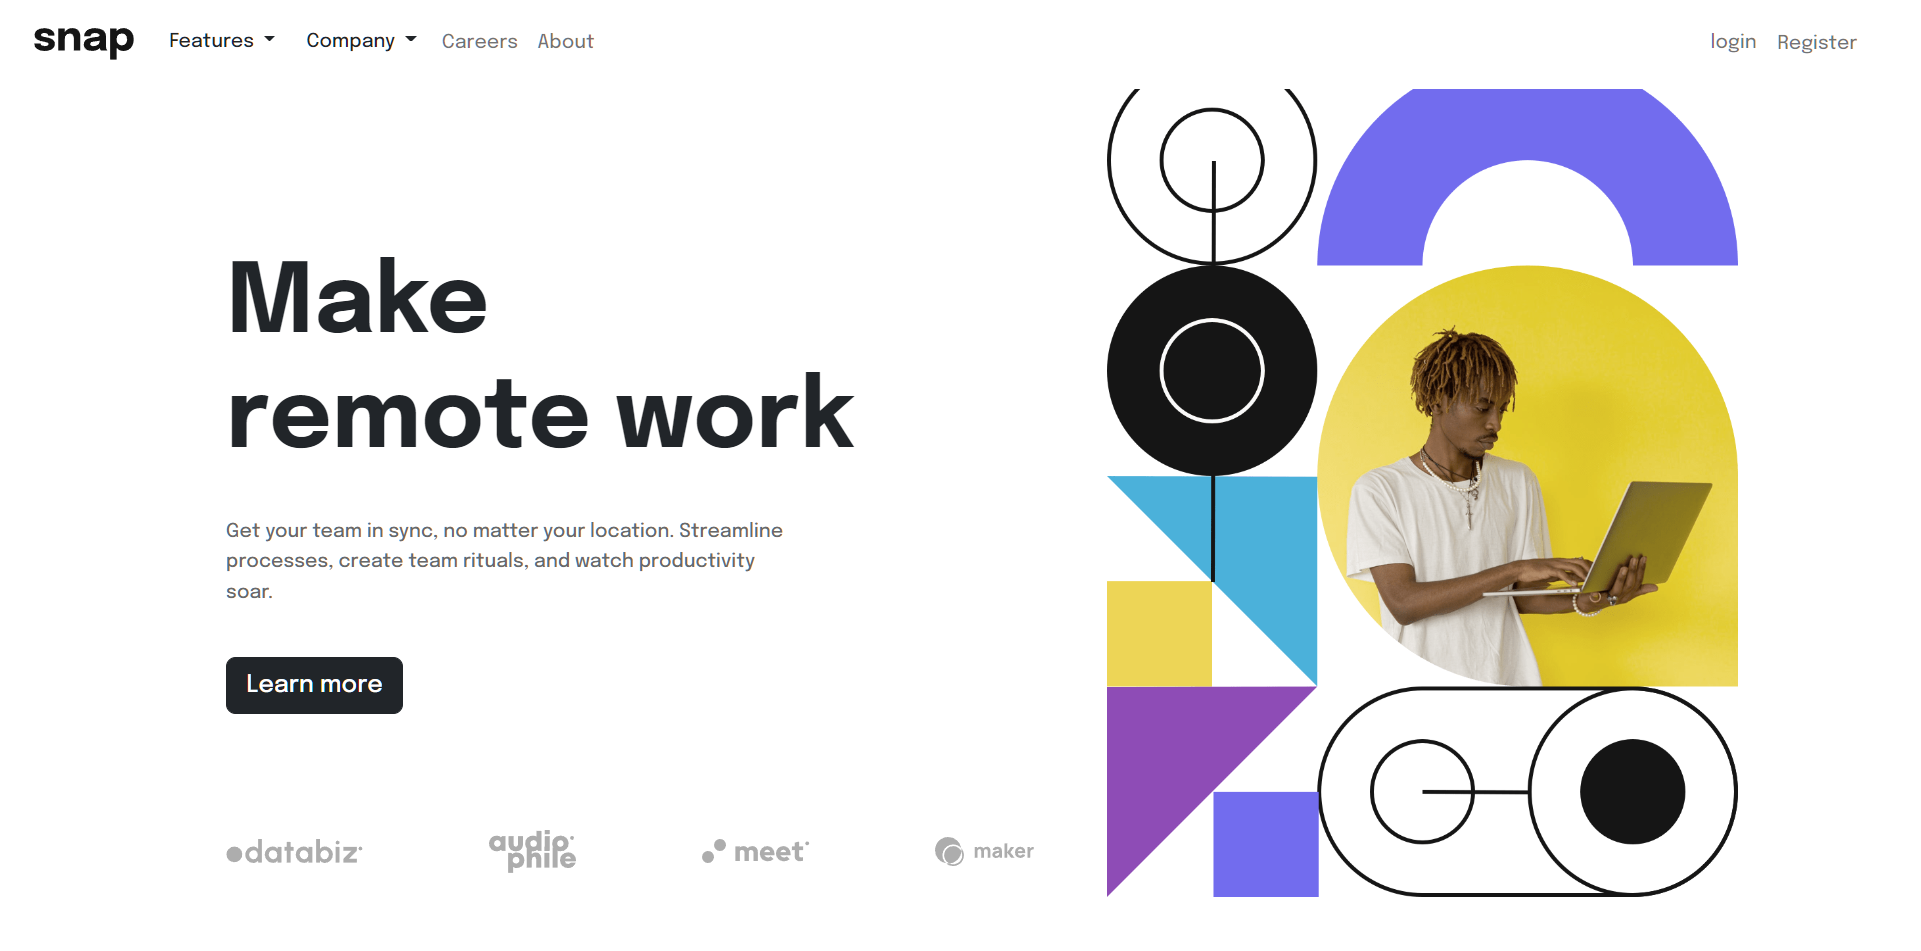 snap Features Company Careers About login Register
Make
remote work
Get your team in sync, no matter your location. Streamline
processes, create team rituals, and watch productivity
soar.
Learn more
databiz audiophile meet maker